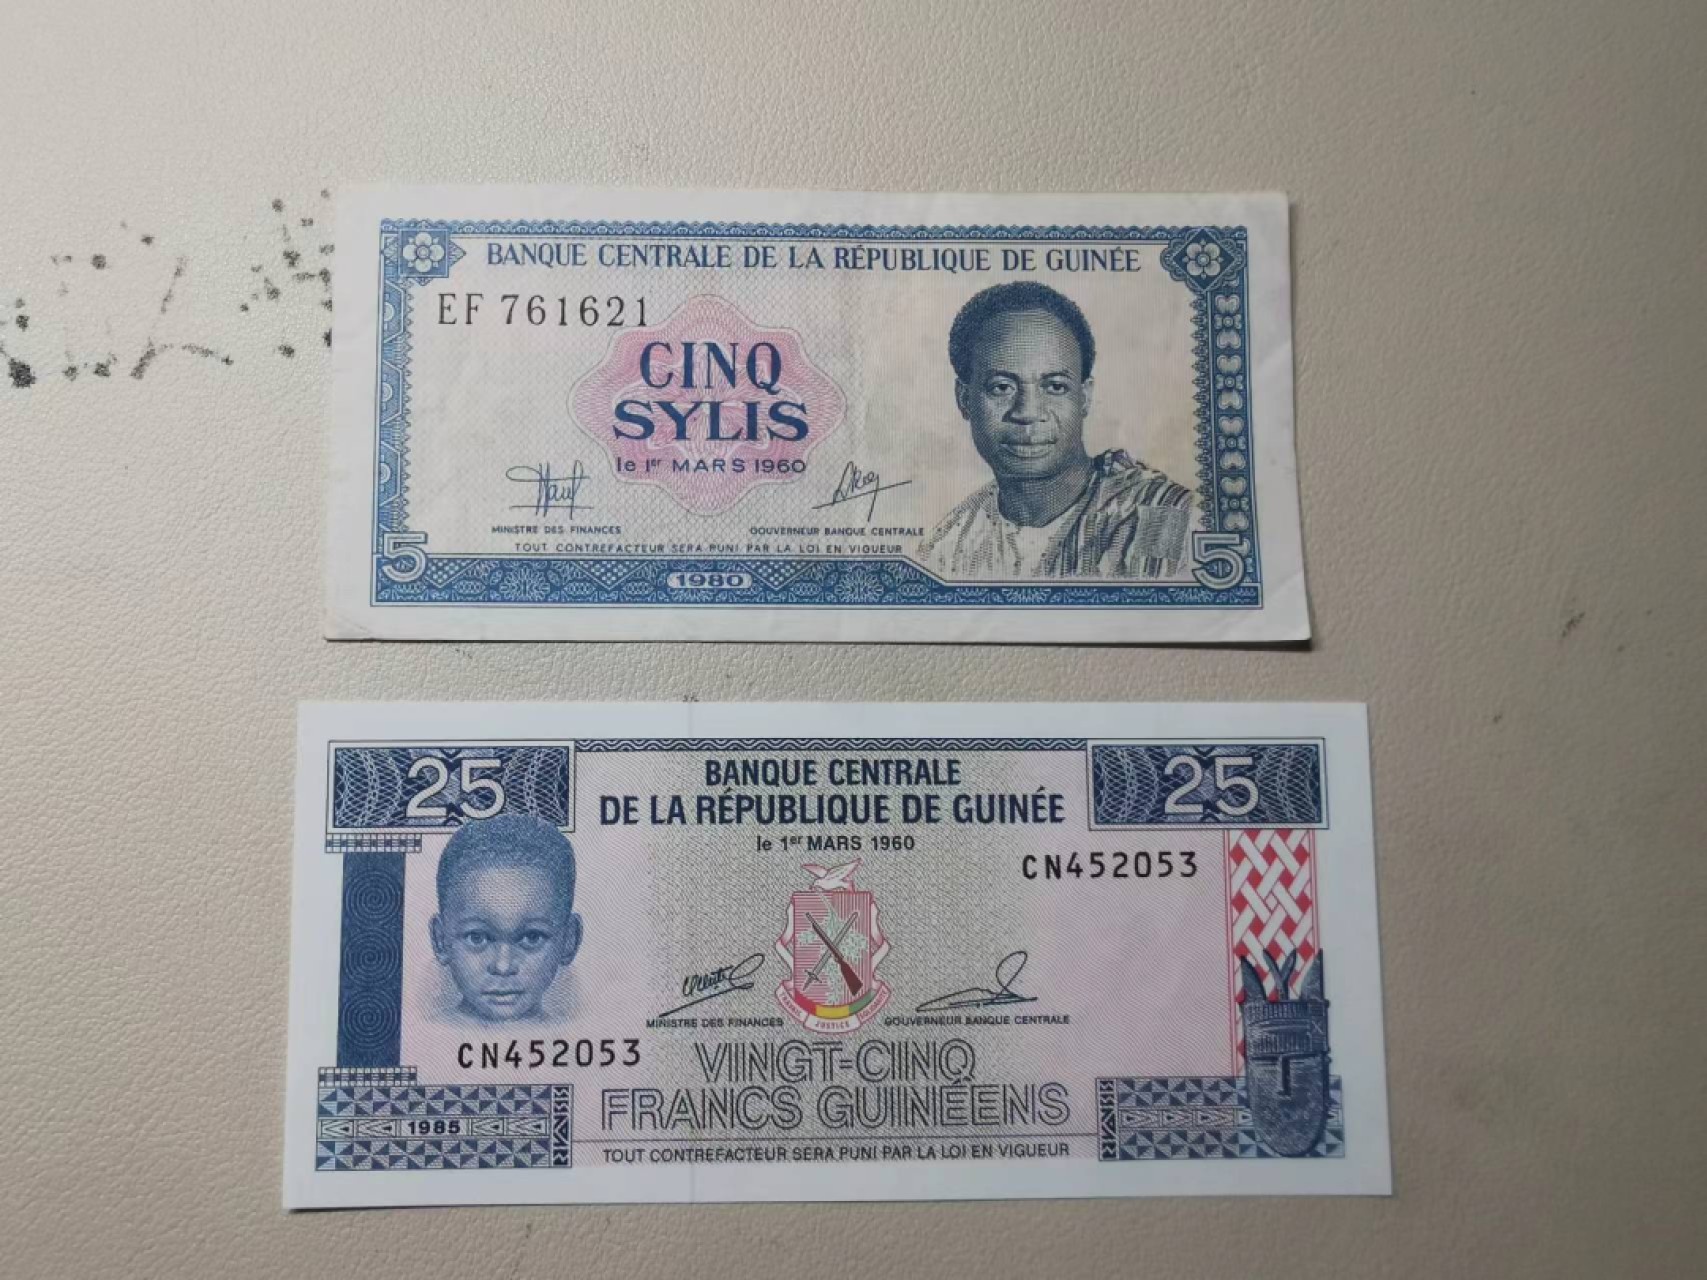 BANQUE CENTRALE DE LA RÉPUBLIQUE DE GUINÉE
EF 761621
CINQ
SYLIS
le 1er MARS 1960
MINISTRE DES FINANCES
GOUVERNEUR BANQUE CENTRALE
TOUT CONTREFACTEUR SERA PUNI PAR LA LOI EN VIGUEUR
5
1980
5
25
25
BANQUE CENTRALE
DE LA RÉPUBLIQUE DE GUINÉE
le 1er MARS 1960
CN452053
TRAVAIL JUSTICE SOLIDARITÉ
MINISTRE DES FINANCES
GOUVERNEUR BANQUE CENTRALE
CN452053
VINGT-CINQ
FRANCS GUINÉENS
1985
TOUT CONTREFACTEUR SERA PUNI PAR LA LOI EN VIGUEUR